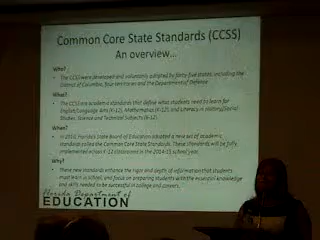 Common Core State Standards (CCSS)
An overview...
Who?
The CCSS were developed and voluntarily adopted by forty-five states, including the
District of Columbia, four territories and the Department of Defense
What?
The CCSS are academic standards that define what students need to learn for
English/Language Arts (K-12), Mathematics (K-12), and Literacy in History/Social
Studies, Science and Technical Subjects (6-12)
When?
In 2010, Florida's State Board of Education adopted a new set of academic
standards called the Common Core State Standards. These standards will be fully
implemented across K-12 classrooms in the 2014-15 school year.
Why?
These new standards enhance the rigor and depth of information that students
must learn in school, and focus on preparing students with the essential knowledge
and skills needed to be successful in college and careers.
Florida Department of
EDUCATION